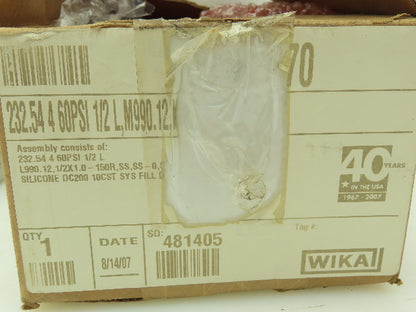 70
232.54 4 60PSI 1/2 L,M990.12,
Assembly consists of:
232.54 4 60PSI 1/2 L
L990.12,1/2X1.0-150R,SS,SS-0,S
SILICONE DC200 10CST SYS FILL D
40 YEARS
IN THE USA
1967 - 2007
QTY
1
DATE
8/14/07
SO: 481405
Tag #:
WIKA